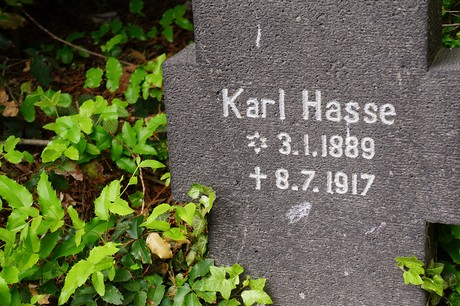 Karl Hasse
✡ 3.1.1889
✝ 8.7.1917